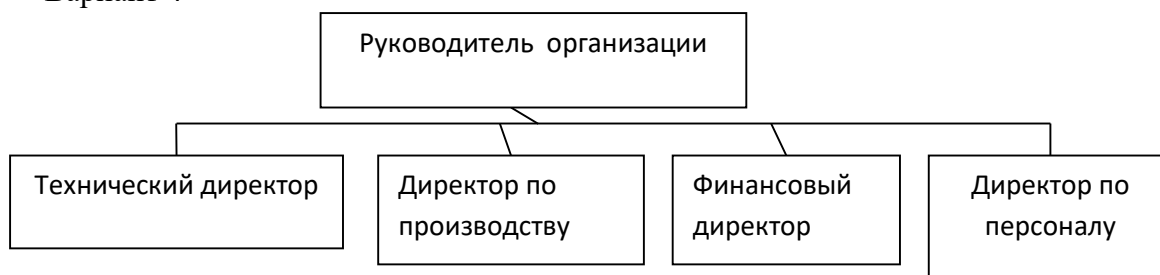 Руководитель организации
Технический директор
Директор по
производству
Финансовый
директор
Директор по
персоналу